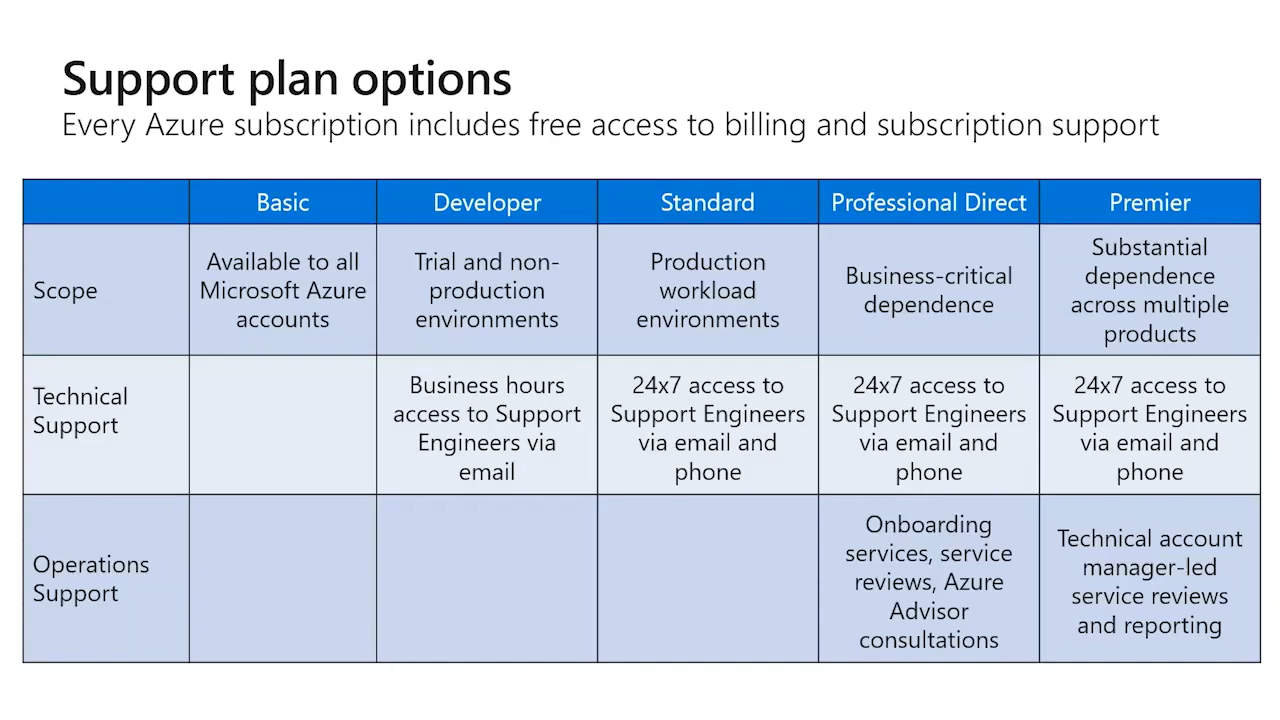 Support plan options
Every Azure subscription includes free access to billing and subscription support
Basic
Developer
Standard
Professional Direct
Premier
Scope
Available to all
Microsoft Azure
accounts
Trial and non-
production
environments
Production
workload
environments
Business-critical
dependence
Substantial
dependence
across multiple
products
Technical
Support
Business hours
access to Support
Engineers via
email
24x7 access to
Support Engineers
via email and
phone
24x7 access to
Support Engineers
via email and
phone
24x7 access to
Support Engineers
via email and
phone
Operations
Support
Onboarding
services, service
reviews, Azure
Advisor
consultations
Technical account
manager-led
service reviews
and reporting